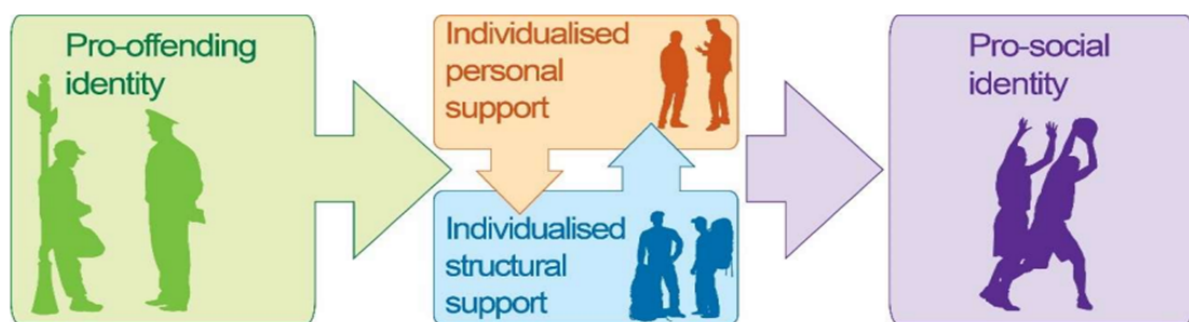 Pro-offending
identity
Individualised
personal
support
Individualised
structural
support
Pro-social
identity